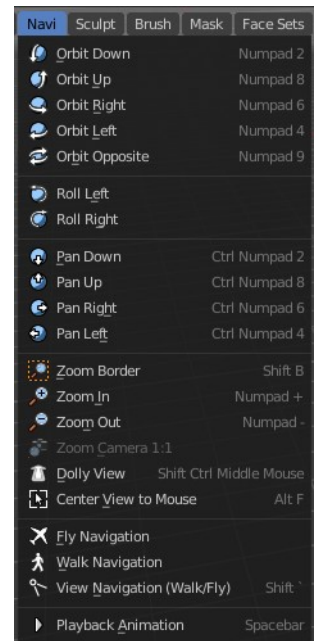 Navi Sculpt Brush Mask Face Sets
Orbit Down Numpad 2
Orbit Up Numpad 8
Orbit Right Numpad 6
Orbit Left Numpad 4
Orbit Opposite Numpad 9
Roll Left
Roll Right
Pan Down Ctrl Numpad 2
Pan Up Ctrl Numpad 8
Pan Right Ctrl Numpad 6
Pan Left Ctrl Numpad 4
Zoom Border Shift B
Zoom In Numpad +
Zoom Out Numpad -
Zoom Camera 1:1
Dolly View Shift Ctrl Middle Mouse
Center View to Mouse Alt F
Fly Navigation
Walk Navigation
View Navigation (Walk/Fly) Shift `
Playback Animation Spacebar